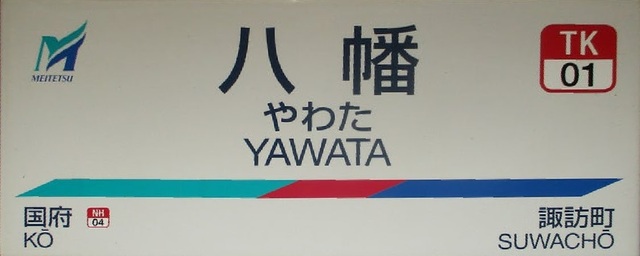 MEITETSU
八幡
TK
01
やわた
YAWATA
国府
NH
04
諏訪町
KŌ
SUWACHŌ